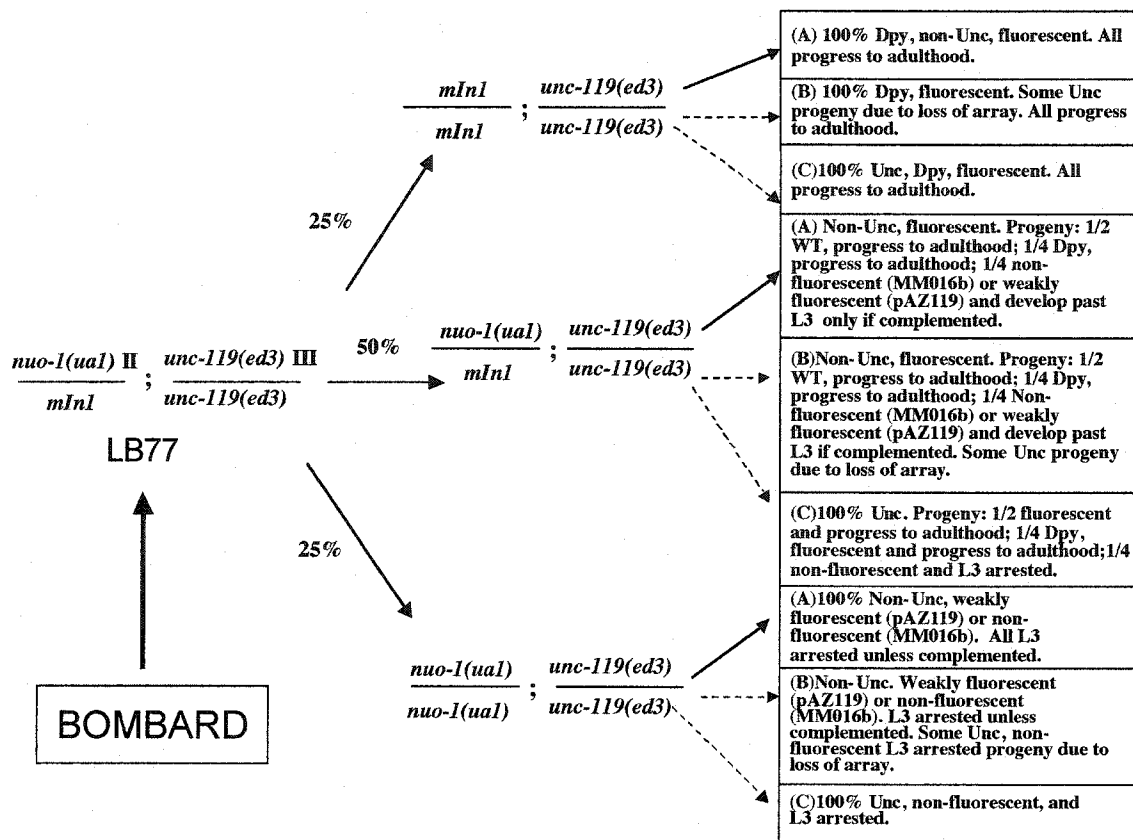 mIn1
mIn1
;
unc-119(ed3)
unc-119(ed3)
25%
nuo-1(ua1) II
mIn1
;
unc-119(ed3) III
unc-119(ed3)
LB77
50%
nuo-1(ua1)
mIn1
;
unc-119(ed3)
unc-119(ed3)
25%
nuo-1(ua1)
nuo-1(ua1)
;
unc-119(ed3)
unc-119(ed3)
BOMBARD
(A) 100% Dpy, non-Unc, fluorescent. All
progress to adulthood.
(B) 100% Dpy, fluorescent. Some Unc
progeny due to loss of array. All progress
to adulthood.
(C)100% Unc, Dpy, fluorescent. All
progress to adulthood.
(A) Non-Unc, fluorescent. Progeny: 1/2
WT, progress to adulthood; 1/4 Dpy,
progress to adulthood; 1/4 non-
fluorescent (MM016b) or weakly
fluorescent (pAZ119) and develop past
L3 only if complemented.
(B)Non-Unc, fluorescent. Progeny: 1/2
WT, progress to adulthood; 1/4 Dpy,
progress to adulthood; 1/4 Non-
fluorescent (MM016b) or weakly
fluorescent (pAZ119) and develop past
L3 if complemented. Some Unc progeny
due to loss of array.
(C)100% Unc. Progeny: 1/2 fluorescent
and progress to adulthood; 1/4 Dpy,
fluorescent and progress to adulthood;1/4
non-fluorescent and L3 arrested.
(A)100% Non-Unc, weakly
fluorescent (pAZ119) or non-
fluorescent (MM016b). All L3
arrested unless complemented.
(B)Non-Unc. Weakly fluorescent
(pAZ119) or non-fluorescent
(MM016b). L3 arrested unless
complemented. Some Unc, non-
fluorescent L3 arrested progeny due to
loss of array.
(C)100% Unc, non-fluorescent, and
L3 arrested.